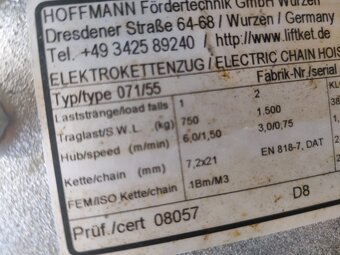 HOFFMANN Fördertechnik GmbH Wurzen
Dresdener Straße 64-68 / Wurzen / Germany
Tel. +49 3425 89240 / http://www.liftket.de
ELEKTROKETTENZUG / ELECTRIC CHAIN HOIS
Typ/type 071/55 Fabrik-Nr./serial
Laststränge/load falls 1 2
Traglast/S.W.L. (kg) 750 1.500
Hub/speed (m/min) 6,0/1,50 3,0/0,75
Kette/chain (mm) 7,2x21 EN 818-7, DAT
FEM/ISO Kette/chain 1Bm/M3
Prüf./cert 08057 D8